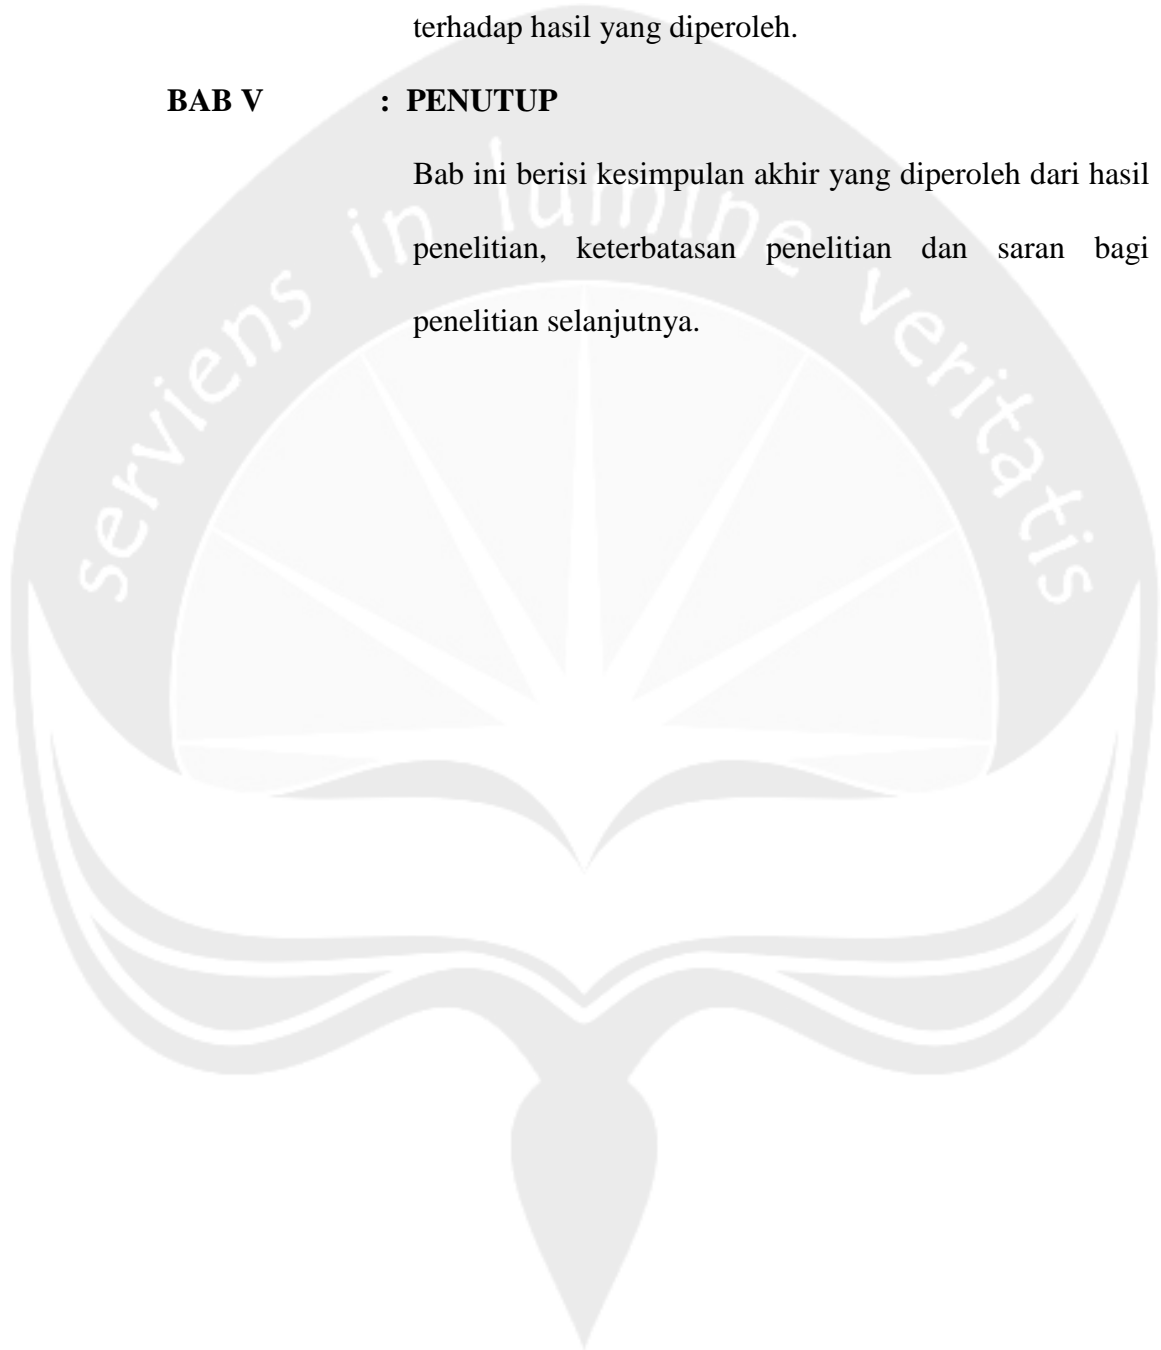 terhadap hasil yang diperoleh.
BAB V : PENUTUP
Bab ini berisi kesimpulan akhir yang diperoleh dari hasil
penelitian, keterbatasan penelitian dan saran bagi
penelitian selanjutnya.
serviens in lumine veritatis